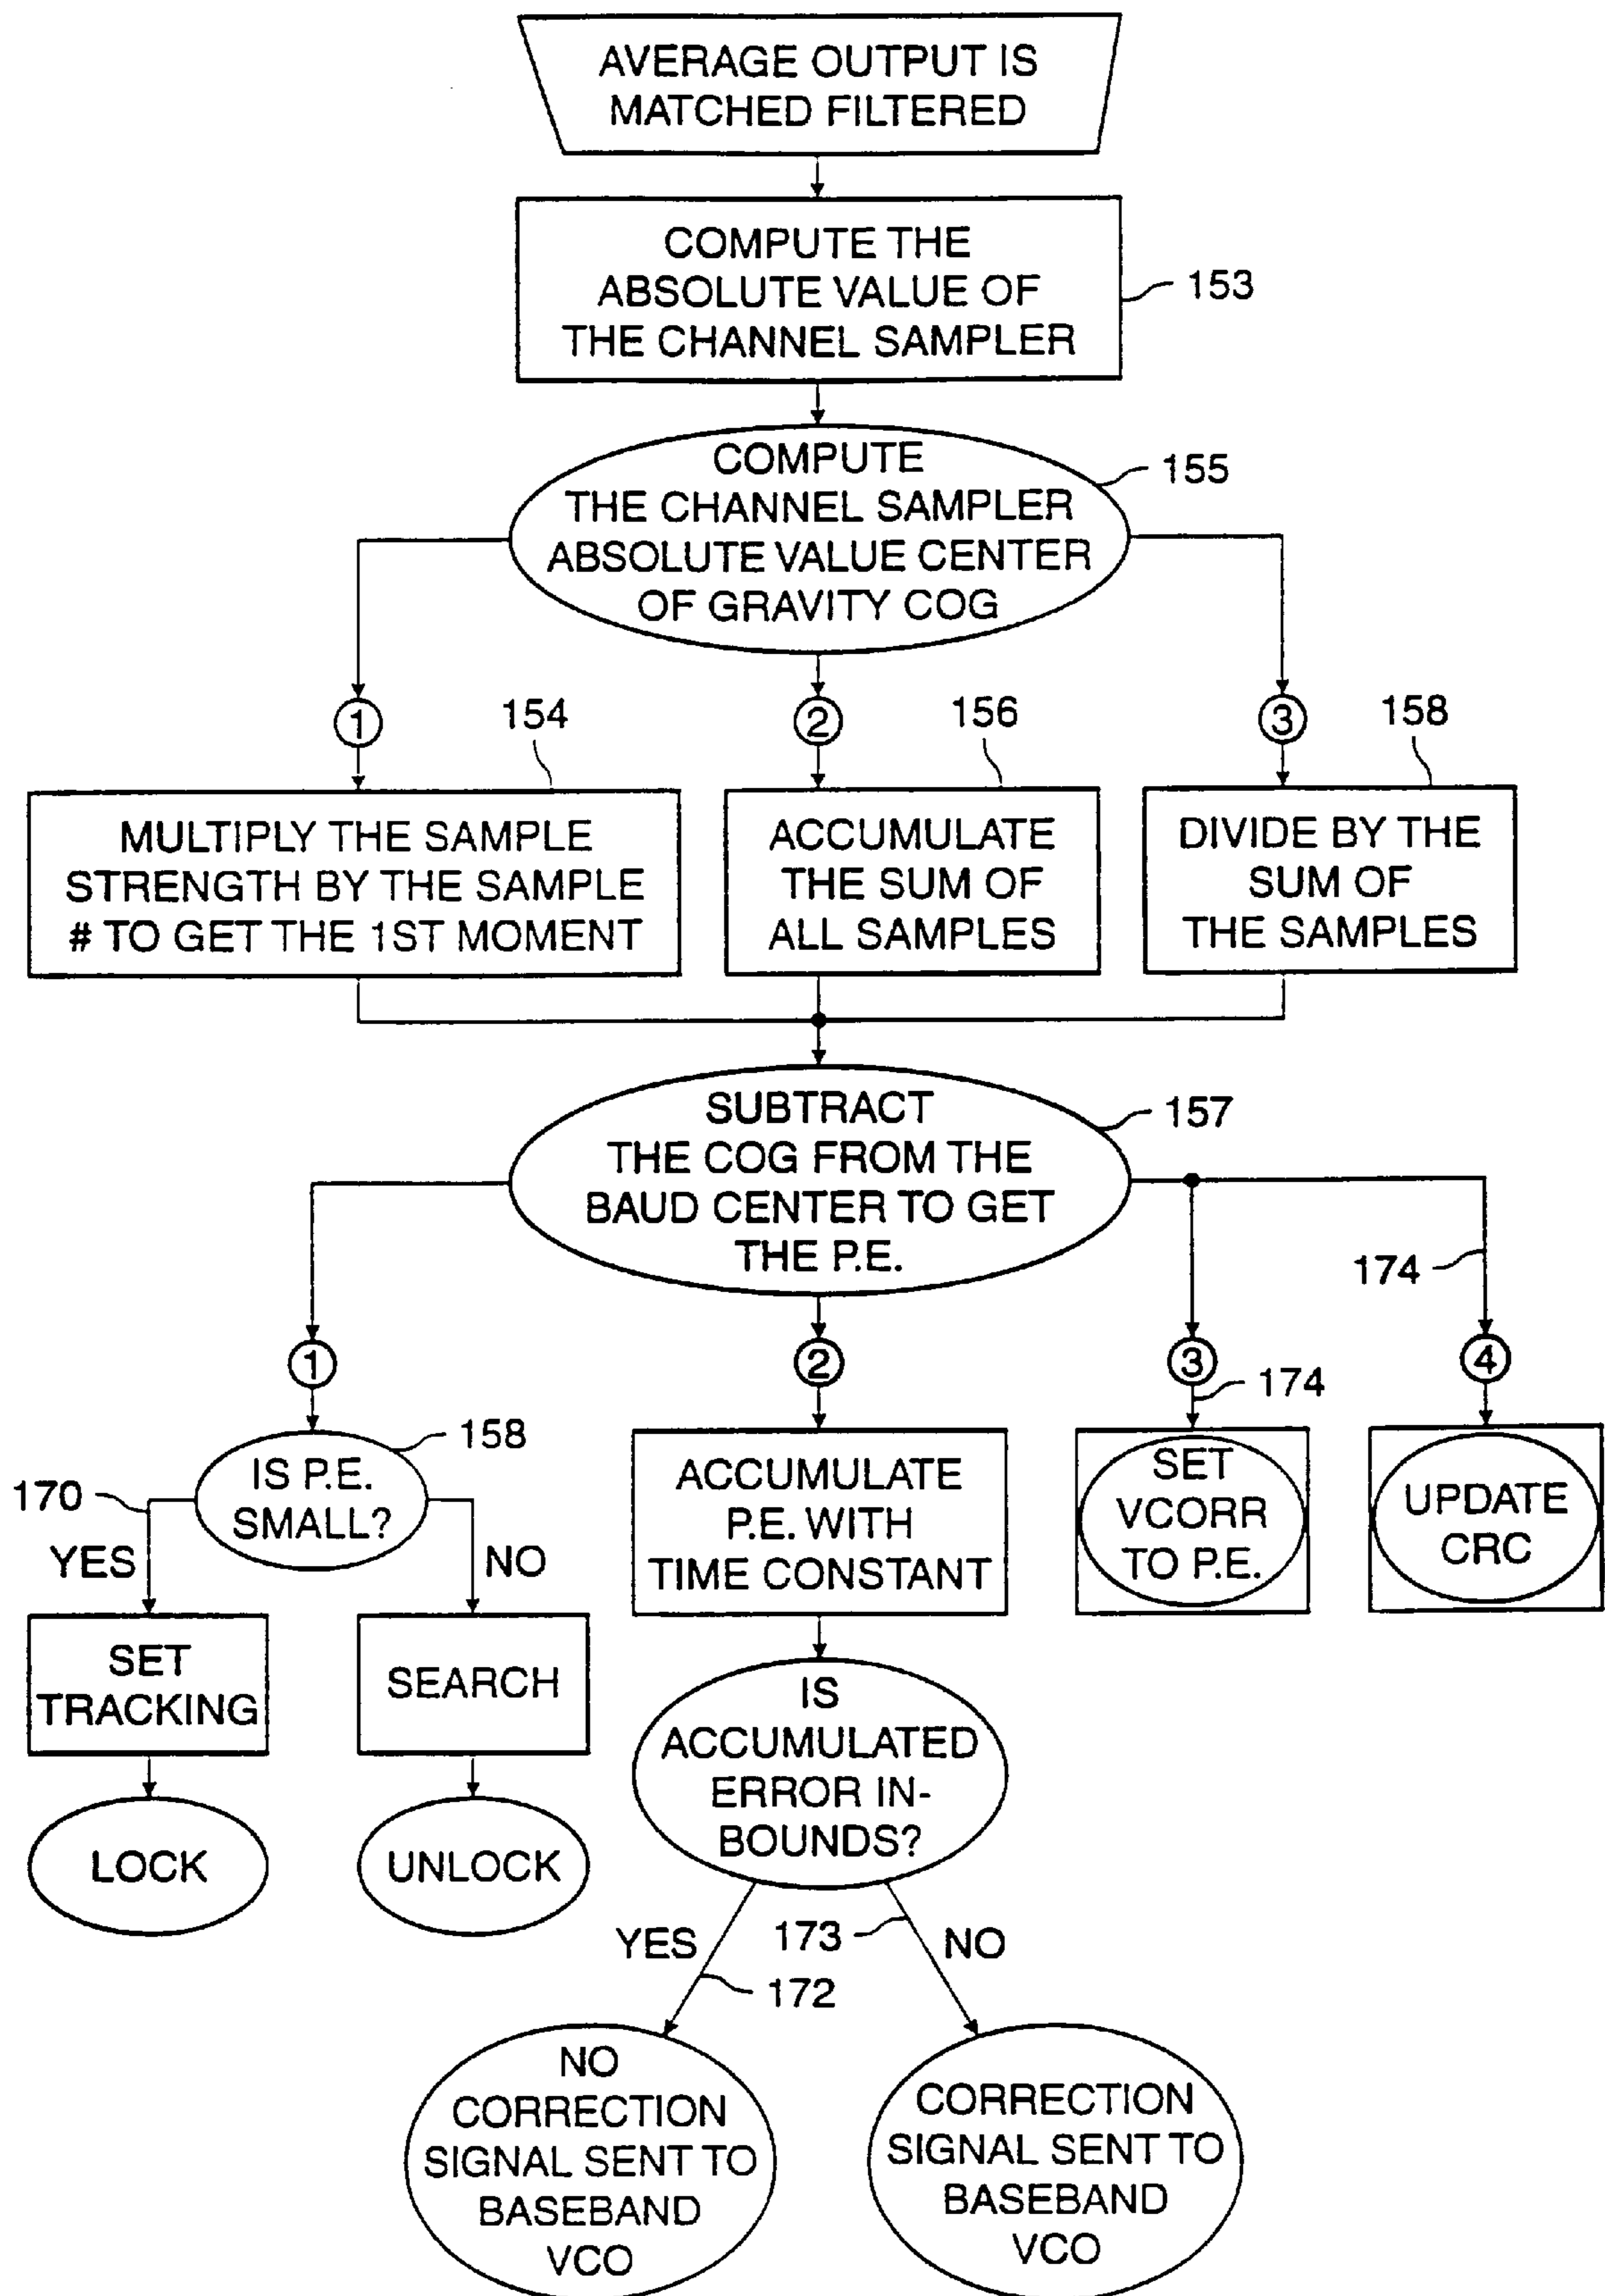 AVERAGE OUTPUT IS
MATCHED FILTERED
COMPUTE THE
ABSOLUTE VALUE OF
THE CHANNEL SAMPLER
153
COMPUTE
THE CHANNEL SAMPLER
ABSOLUTE VALUE CENTER
OF GRAVITY COG
155
1
154
2
156
3
158
MULTIPLY THE SAMPLE
STRENGTH BY THE SAMPLE
# TO GET THE 1ST MOMENT
ACCUMULATE
THE SUM OF
ALL SAMPLES
DIVIDE BY THE
SUM OF
THE SAMPLES
SUBTRACT
THE COG FROM THE
BAUD CENTER TO GET
THE P.E.
157
174
1
2
3
174
4
IS P.E.
SMALL?
158
170
YES
NO
SET
TRACKING
SEARCH
LOCK
UNLOCK
ACCUMULATE
P.E. WITH
TIME CONSTANT
SET
VCORR
TO P.E.
UPDATE
CRC
IS
ACCUMULATED
ERROR IN-
BOUNDS?
YES
172
173
NO
NO
CORRECTION
SIGNAL SENT TO
BASEBAND
VCO
CORRECTION
SIGNAL SENT TO
BASEBAND
VCO